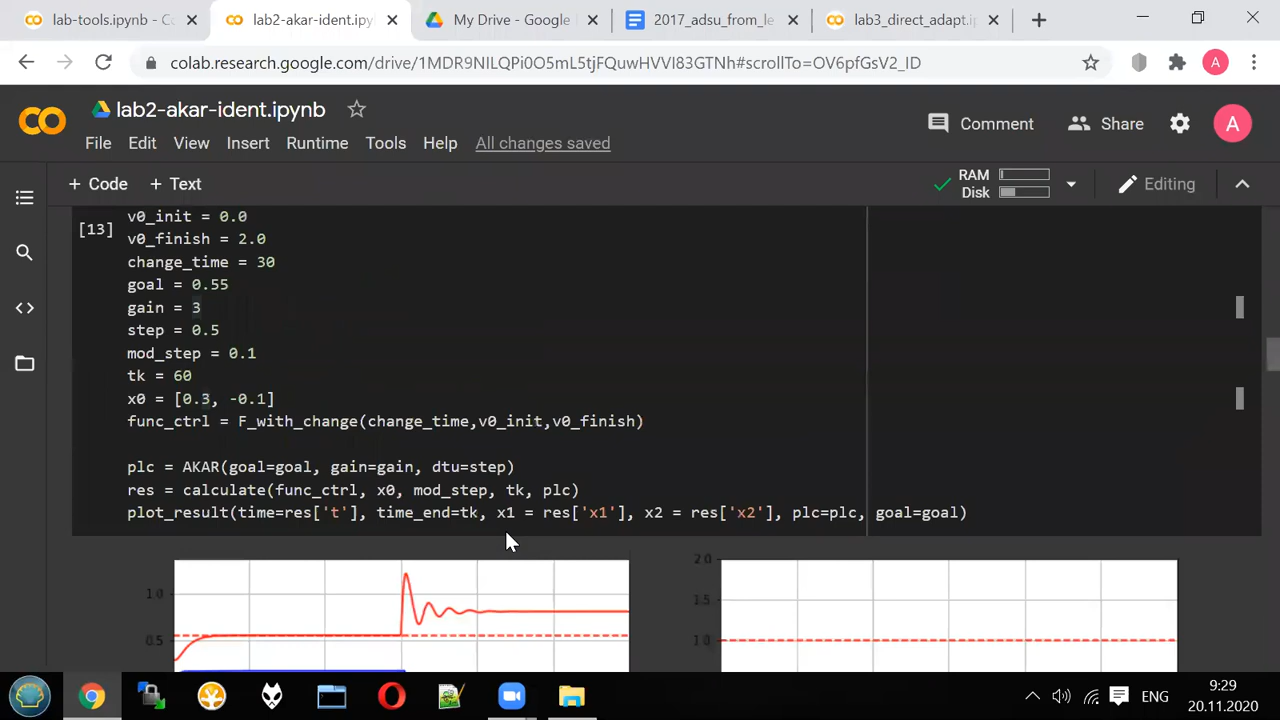 lab-tools.ipynb - Co
lab2-akar-ident.ipyn
My Drive - Google
2017_adsu_from_le
lab3_direct_adapt.i
colab.research.google.com/drive/1MDR9NILQPi0O5mL5tjFQuwHVVI83GTNh#scrollTo=OV6pfGsV2_ID
A
lab2-akar-ident.ipynb
Comment
Share
A
File Edit View Insert Runtime Tools Help All changes saved
+ Code + Text
RAM
Disk
Editing
[13]
v0_init = 0.0
v0_finish = 2.0
change_time = 30
goal = 0.55
gain = 3
step = 0.5
mod_step = 0.1
tk = 60
x0 = [0.3, -0.1]
func_ctrl = F_with_change(change_time,v0_init,v0_finish)
plc = AKAR(goal=goal, gain=gain, dtu=step)
res = calculate(func_ctrl, x0, mod_step, tk, plc)
plot_result(time=res['t'], time_end=tk, x1 = res['x1'], x2 = res['x2'], plc=plc, goal=goal)
1.0
0.5
2.0
1.5
1.0
ENG
9:29
20.11.2020